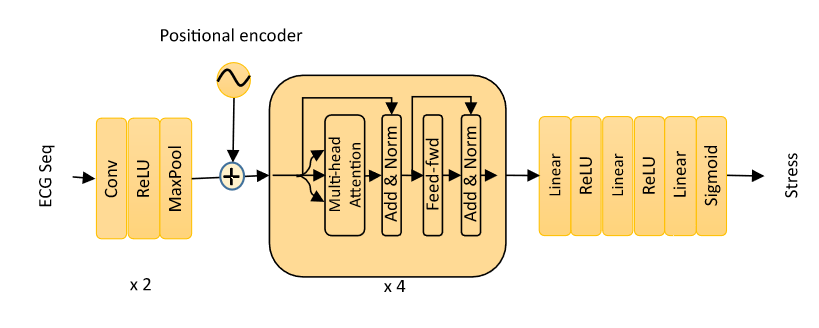 Positional encoder
ECG Seq
Conv
ReLU
MaxPool
x 2
Multi-head
Attention
Add & Norm
Feed-fwd
Add & Norm
x 4
Linear
ReLU
Linear
ReLU
Linear
Sigmoid
Stress